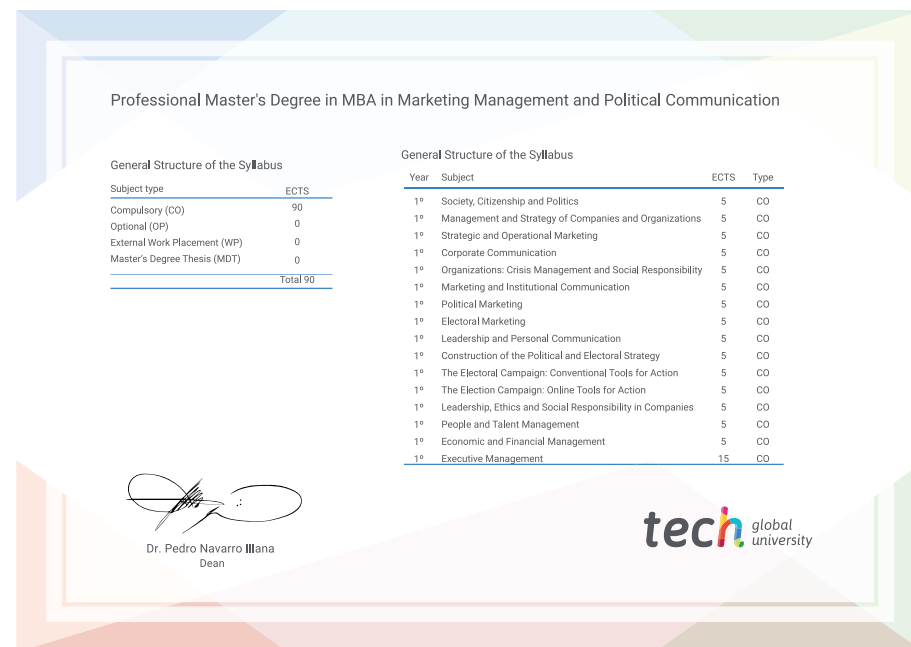 Professional Master's Degree in MBA in Marketing Management and Political Communication
General Structure of the Syllabus
Subject type ECTS
Compulsory (CO) 90
Optional (OP) 0
External Work Placement (WP) 0
Master's Degree Thesis (MDT) 0
Total 90
General Structure of the Syllabus
Year Subject ECTS Type
1º Society, Citizenship and Politics 5 CO
1º Management and Strategy of Companies and Organizations 5 CO
1º Strategic and Operational Marketing 5 CO
1º Corporate Communication 5 CO
1º Organizations: Crisis Management and Social Responsibility 5 CO
1º Marketing and Institutional Communication 5 CO
1º Political Marketing 5 CO
1º Electoral Marketing 5 CO
1º Leadership and Personal Communication 5 CO
1º Construction of the Political and Electoral Strategy 5 CO
1º The Electoral Campaign: Conventional Tools for Action 5 CO
1º The Election Campaign: Online Tools for Action 5 CO
1º Leadership, Ethics and Social Responsibility in Companies 5 CO
1º People and Talent Management 5 CO
1º Economic and Financial Management 5 CO
1º Executive Management 15 CO
Dr. Pedro Navarro Illana
Dean
tech global
university